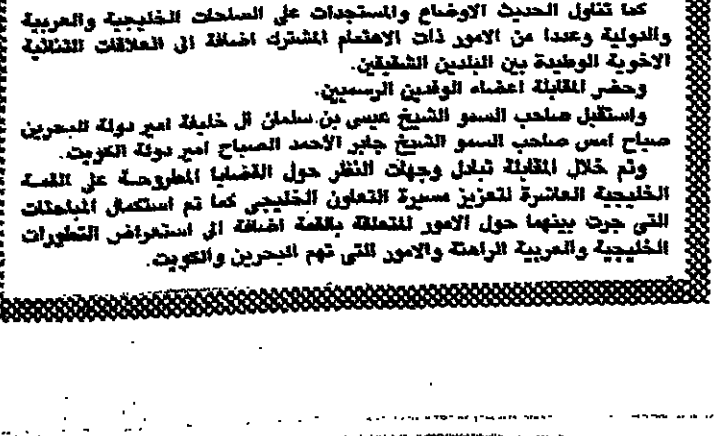 كما تناول الحديث الاوضاع والمستجدات على الساحات الخليجية والعربية
والدولية وعددا من الامور ذات الاهتمام المشترك اضافة الى العلاقات الثنائية
الاخوية الوطيدة بين البلدين الشقيقين.
وحضر المقابلة اعضاء الوفدين الرسميين.
واستقبل صاحب السمو الشيخ عيسى بن سلمان آل خليفة امير دولة البحرين
صباح امس صاحب السمو الشيخ جابر الأحمد الصباح امير دولة الكويت.
وتم خلال المقابلة تبادل وجهات النظر حول القضايا المطروحة على القمة
الخليجية العاشرة لتعزيز مسيرة التعاون الخليجي كما تم استكمال المباحثات
التي جرت بينهما حول الامور المتعلقة بالقمة اضافة الى استعراض التطورات
الخليجية والعربية الراهنة والامور التي تهم البحرين والكويت.